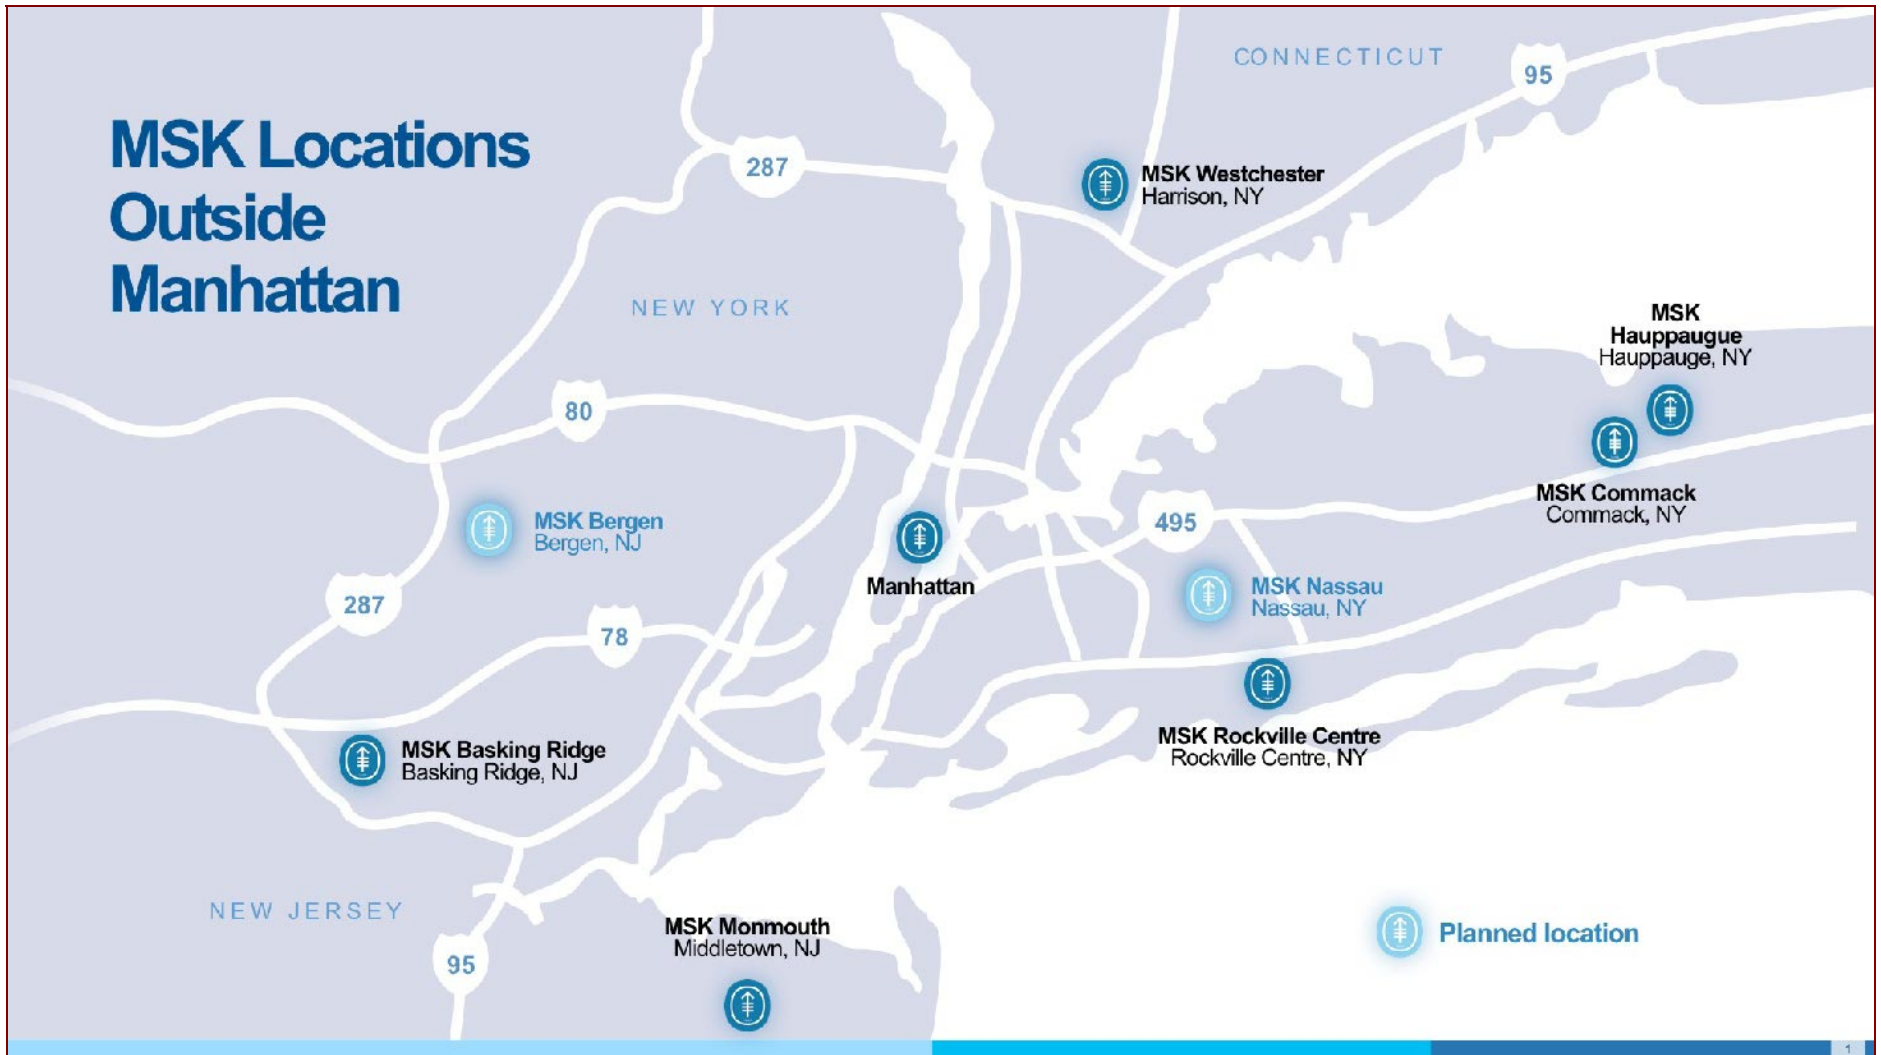 MSK Locations
Outside
Manhattan
CONNECTICUT
95
287
MSK Westchester
Harrison, NY
NEW YORK
MSK
Hauppaugue
Hauppauge, NY
80
MSK Commack
Commack, NY
MSK Bergen
Bergen, NJ
495
Manhattan
MSK Nassau
Nassau, NY
287
78
MSK Rockville Centre
Rockville Centre, NY
MSK Basking Ridge
Basking Ridge, NJ
NEW JERSEY
MSK Monmouth
Middletown, NJ
Planned location
95
1